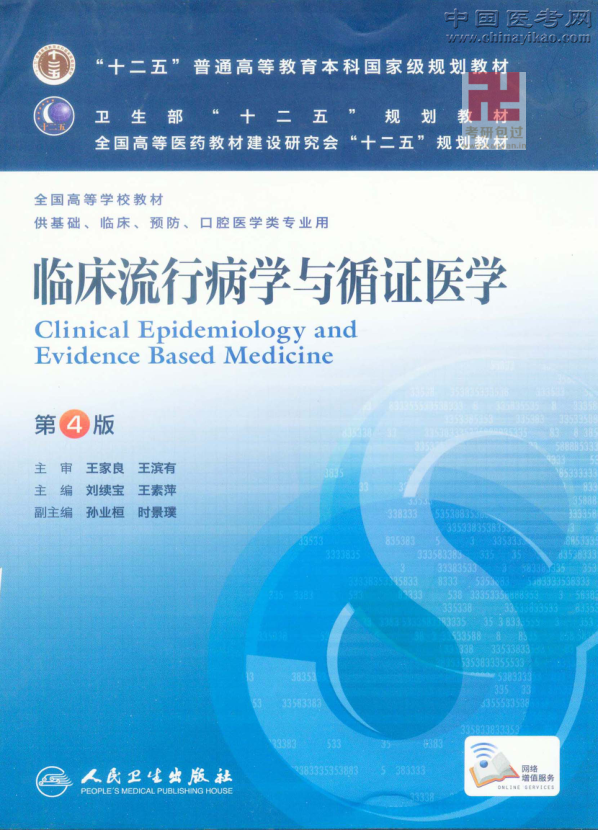 中国医考网
www.chinayikao.com
“十二五”普通高等教育本科国家级规划教材
卫生部“十二五”规划教材
全国高等医药教材建设研究会“十二五”规划教材
考研包过
十二五
全国高等学校教材
供基础、临床、预防、口腔医学类专业用
临床流行病学与循证医学
Clinical Epidemiology and
Evidence Based Medicine
第4版
主 审 王家良 王滨有
主 编 刘续宝 王素萍
副主编 孙业桓 时景璞
人民卫生出版社
PEOPLE'S MEDICAL PUBLISHING HOUSE
网络
增值服务
ONLINE SERVICES